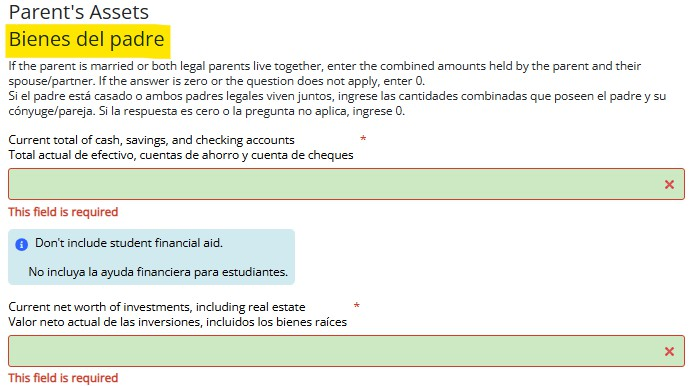 Parent's Assets
Bienes del padre
If the parent is married or both legal parents live together, enter the combined amounts held by the parent and their
spouse/partner. If the answer is zero or the question does not apply, enter 0.
Si el padre está casado o ambos padres legales viven juntos, ingrese las cantidades combinadas que poseen el padre y su
cónyuge/pareja. Si la respuesta es cero o la pregunta no aplica, ingrese 0.
Current total of cash, savings, and checking accounts *
Total actual de efectivo, cuentas de ahorro y cuenta de cheques
This field is required
Don't include student financial aid.
No incluya la ayuda financiera para estudiantes.
Current net worth of investments, including real estate *
Valor neto actual de las inversiones, incluidos los bienes raíces
This field is required